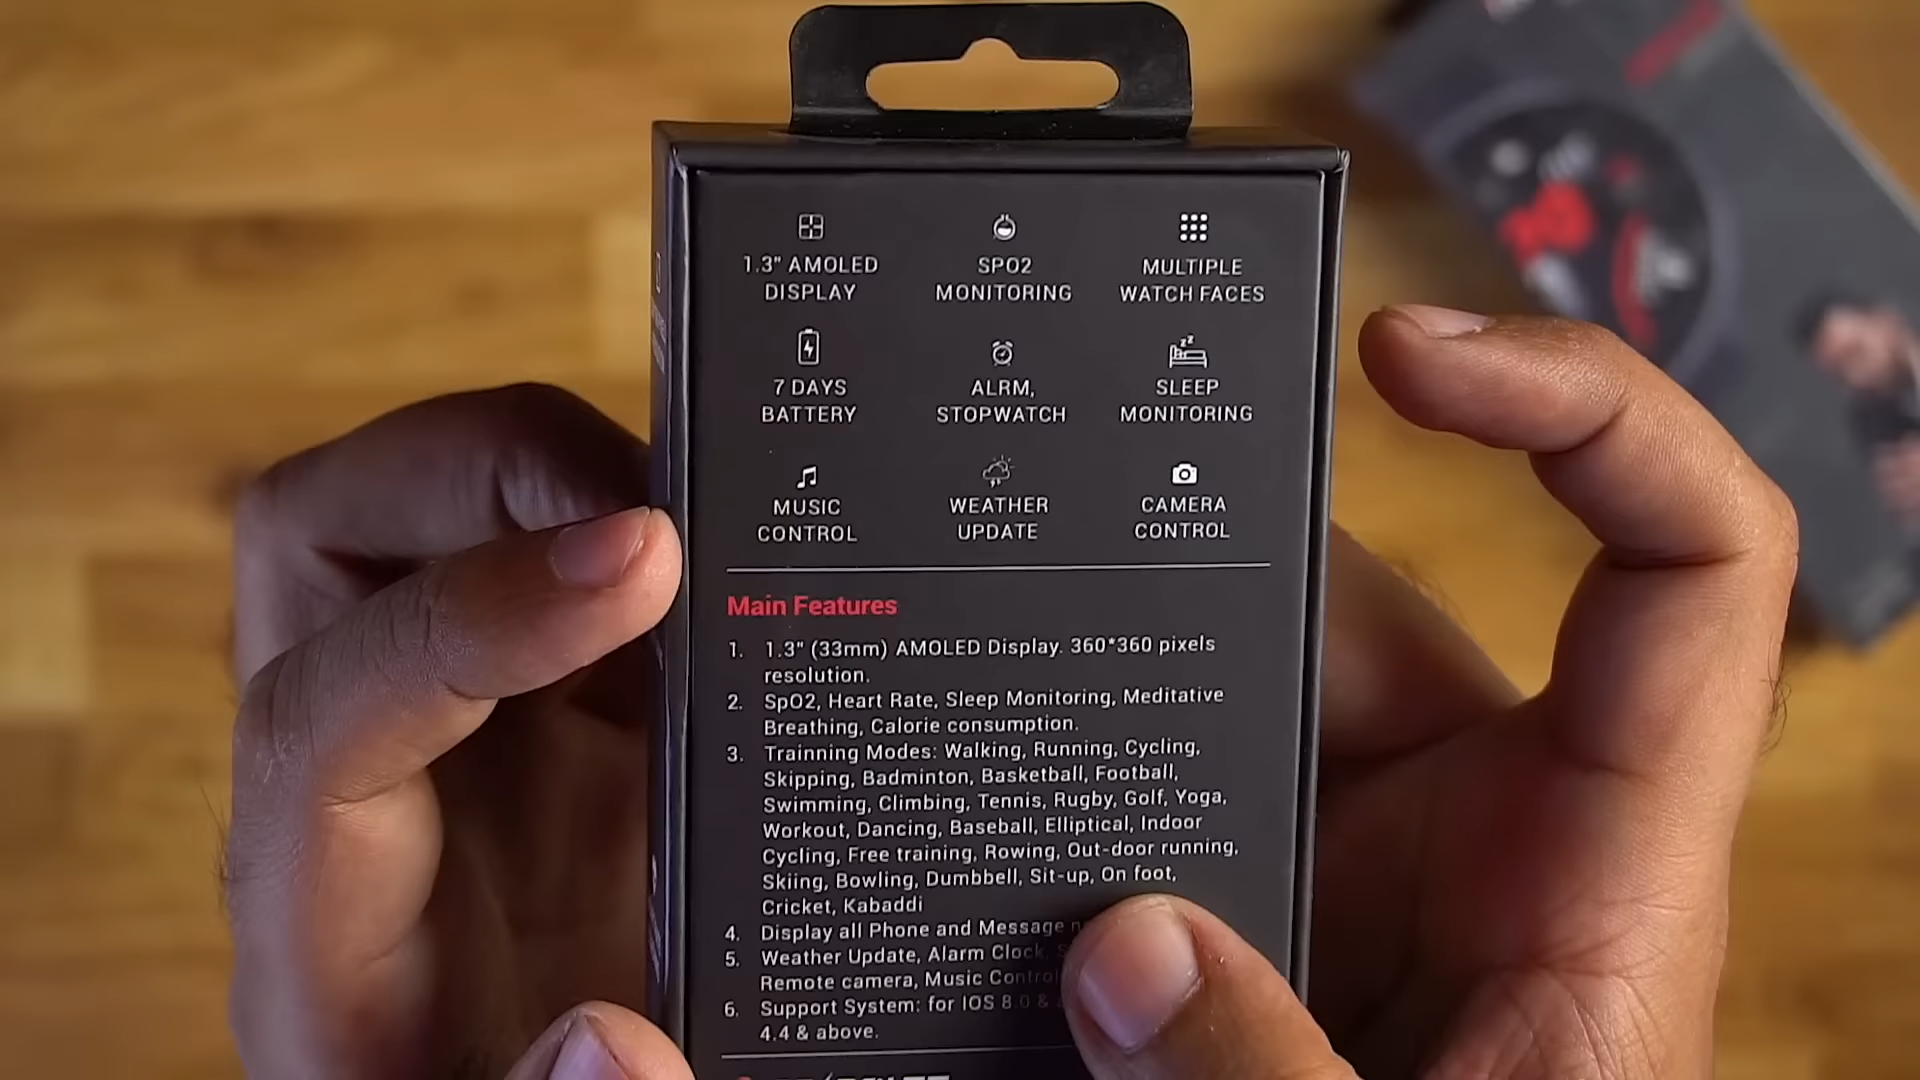 1.3" AMOLED
DISPLAY
SPO2
MONITORING
MULTIPLE
WATCH FACES
7 DAYS
BATTERY
ALRM,
STOPWATCH
SLEEP
MONITORING
MUSIC
CONTROL
WEATHER
UPDATE
CAMERA
CONTROL
Main Features
1. 1.3" (33mm) AMOLED Display. 360*360 pixels
resolution.
2. SpO2, Heart Rate, Sleep Monitoring, Meditative
Breathing, Calorie consumption.
3. Trainning Modes: Walking, Running, Cycling,
Skipping, Badminton, Basketball, Football,
Swimming, Climbing, Tennis, Rugby, Golf, Yoga,
Workout, Dancing, Baseball, Elliptical, Indoor
Cycling, Free training, Rowing, Out-door running,
Skiing, Bowling, Dumbbell, Sit-up, On foot,
Cricket, Kabaddi
4. Display all Phone and Message
5. Weather Update, Alarm Clock,
Remote camera, Music Control
6. Support System: for IOS 8.0 &
4.4 & above.